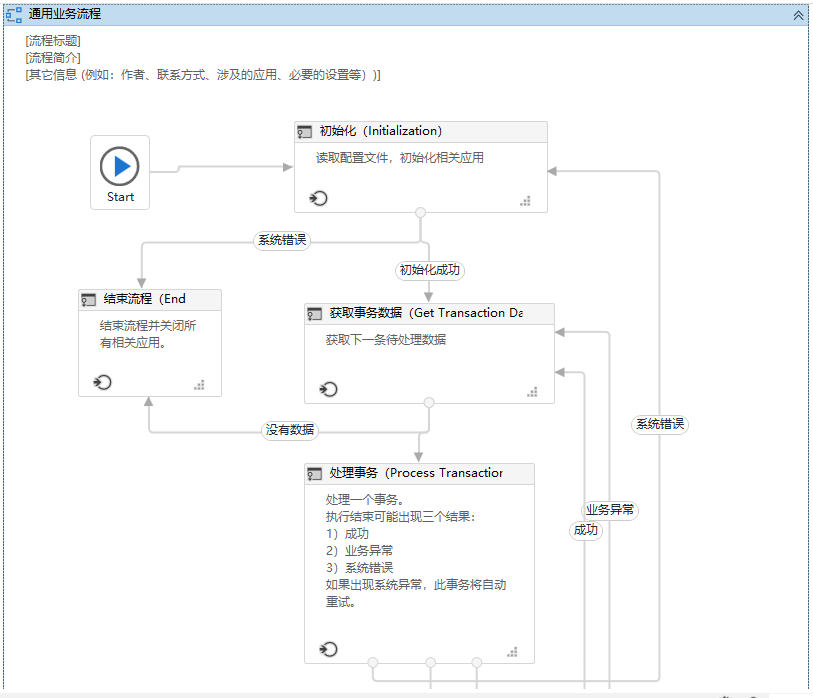 通用业务流程
[流程标题]
[流程简介]
[其它信息 (例如：作者、联系方式、涉及的应用、必要的设置等）)]
初始化（Initialization）
读取配置文件，初始化相关应用
Start
系统错误
初始化成功
结束流程（End
结束流程并关闭所
有相关应用。
获取事务数据（Get Transaction Da
获取下一条待处理数据
没有数据
系统错误
处理事务（Process Transaction
处理一个事务。
执行结束可能出现三个结果：
1）成功
2）业务异常
3）系统错误
如果出现系统异常，此事务将自动
重试。
业务异常
成功